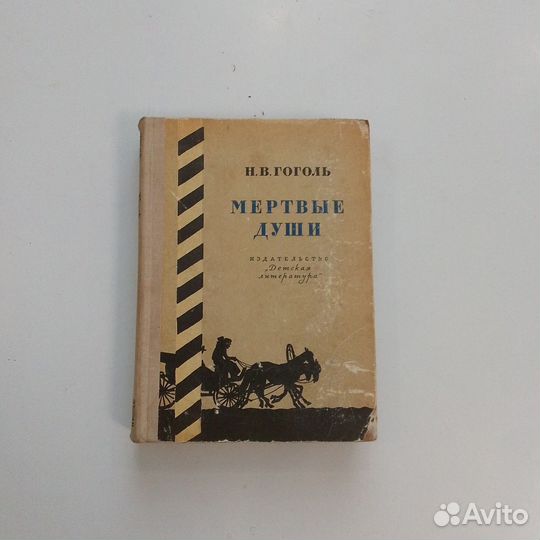 Н.В.ГОГОЛЬ
МЕРТВЫЕ
ДУШИ
ИЗДАТЕЛЬСТВО
„Детская
литература"
Avito